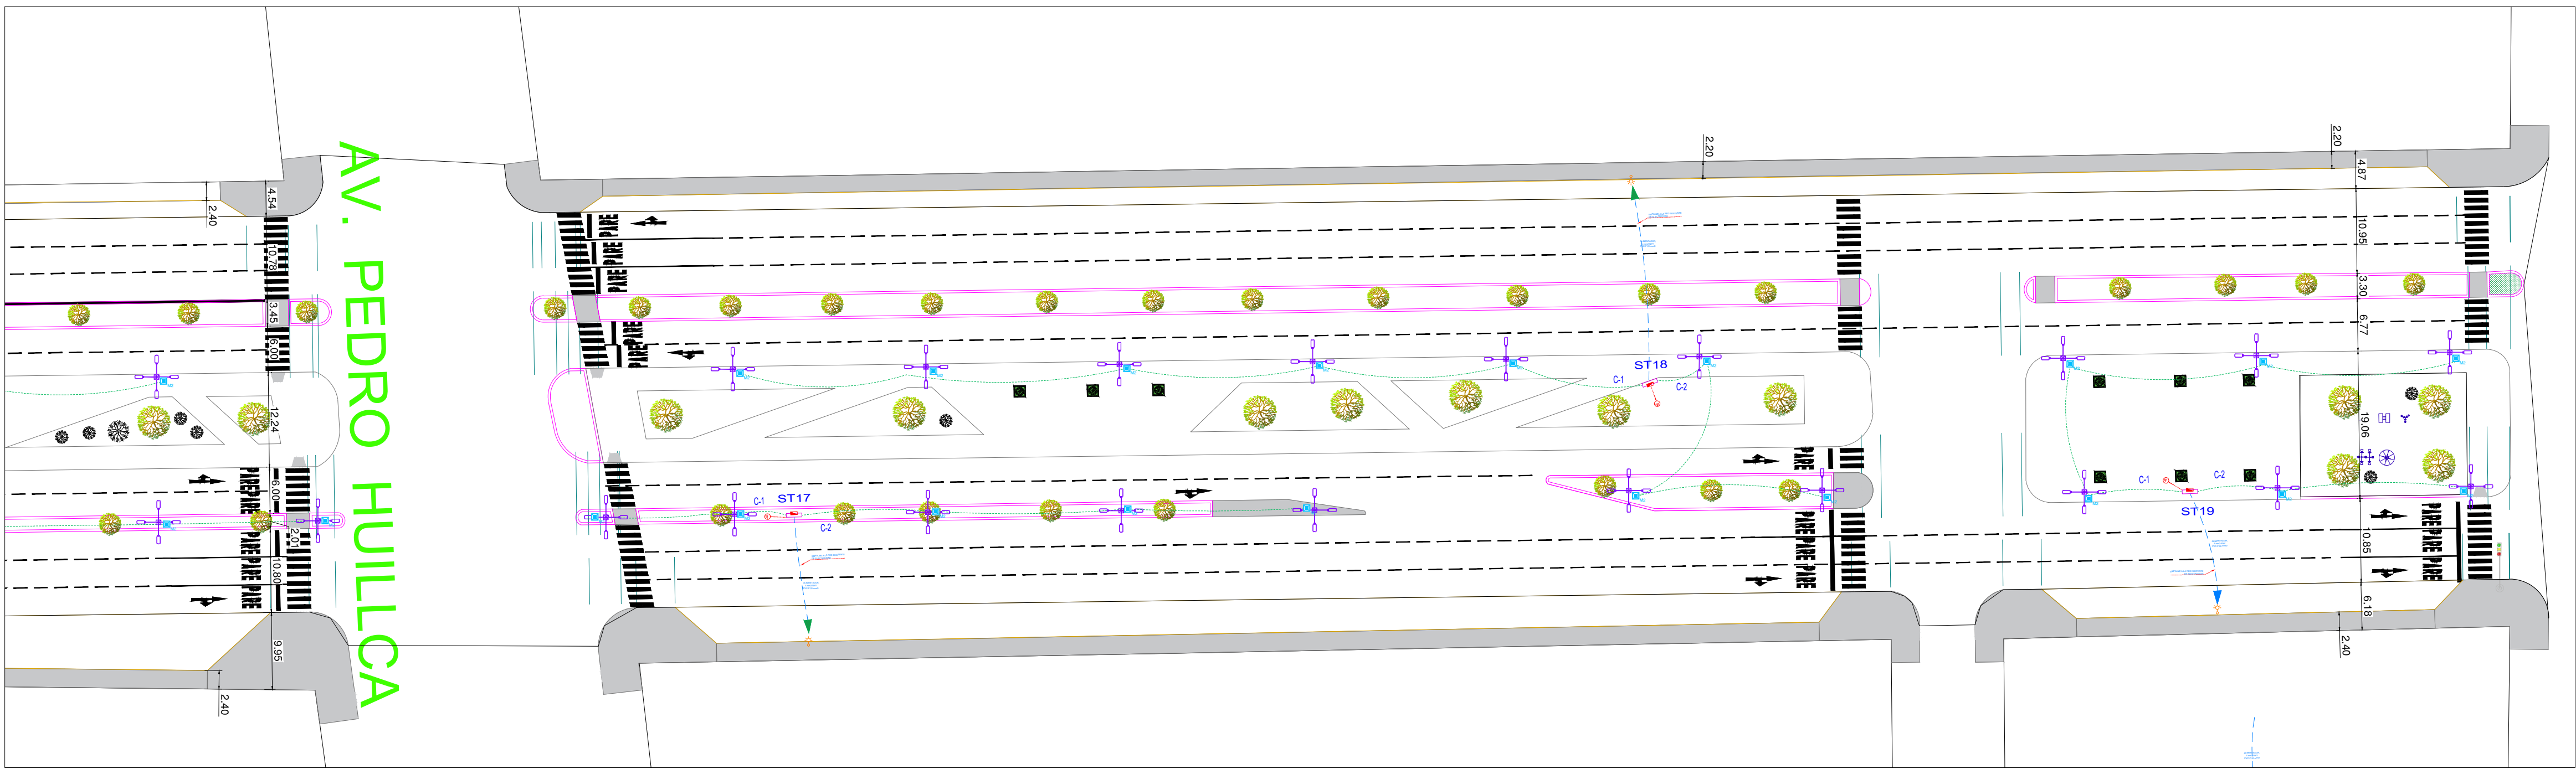 AV. PEDRO HUILLCA
2.40
4.54
10.78
3.45
6.00
12.24
6.00
2.01
10.80
9.95
2.40
PARE
PARE
PARE
PARE
PARE
PARE
PARE
PARE
PARE
PARE
C-1
ST17
C-2
2.20
ST18
C-1
C-2
PARE
PARE
PARE
PARE
2.20
4.87
10.95
3.30
6.77
19.06
10.85
6.18
2.40
C-1
C-2
ST19
PARE
PARE